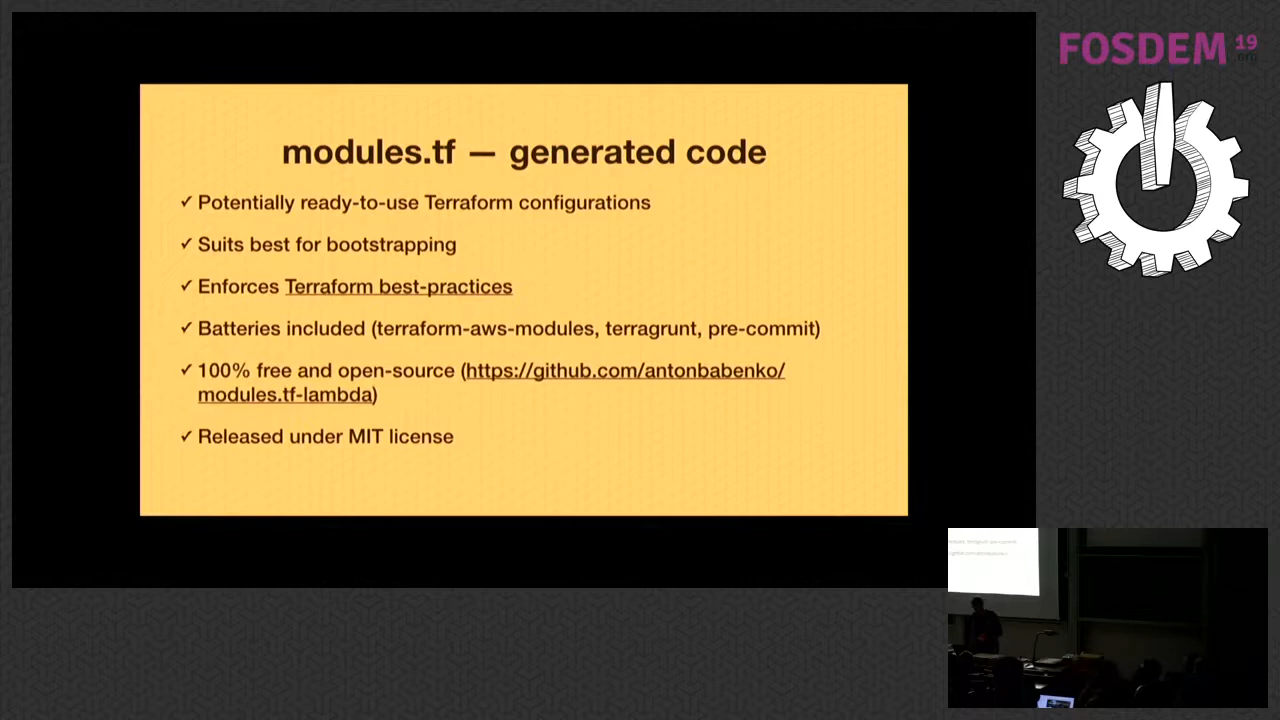 FOSDEM 19
.org
modules.tf — generated code
✓ Potentially ready-to-use Terraform configurations
✓ Suits best for bootstrapping
✓ Enforces Terraform best-practices
✓ Batteries included (terraform-aws-modules, terragrunt, pre-commit)
✓ 100% free and open-source (https://github.com/antonbabenko/
modules.tf-lambda)
✓ Released under MIT license